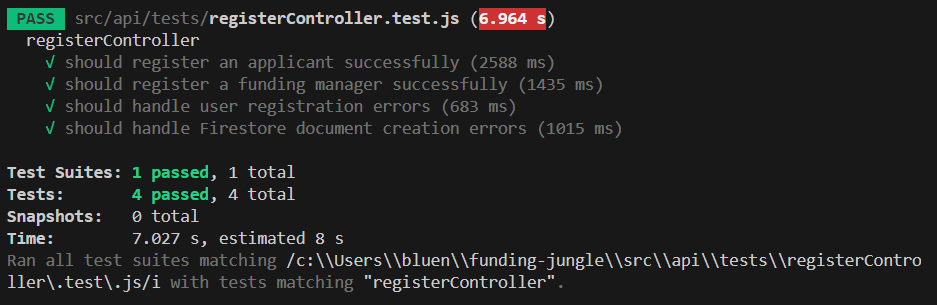 PASS src/api/tests/registerController.test.js (6.964 s)
registerController
√ should register an applicant successfully (2588 ms)
√ should register a funding manager successfully (1435 ms)
√ should handle user registration errors (683 ms)
√ should handle Firestore document creation errors (1015 ms)
Test Suites: 1 passed, 1 total
Tests: 4 passed, 4 total
Snapshots: 0 total
Time: 7.027 s, estimated 8 s
Ran all test suites matching /c:\\Users\\bluen\\funding-jungle\\src\\api\\tests\\registerContro
ller\.test\.js/i with tests matching "registerController".